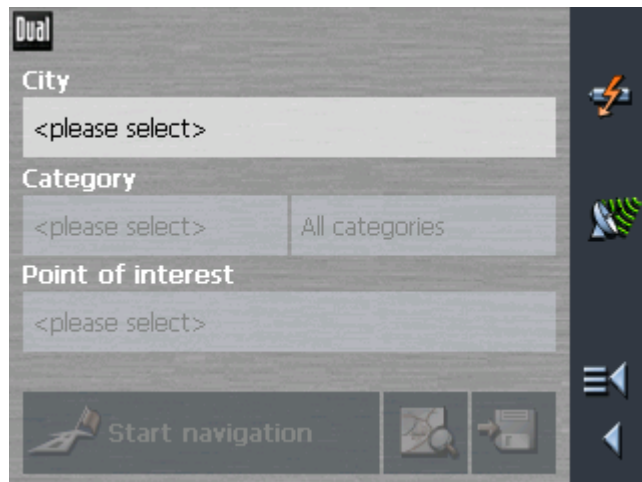 Dual
City
<please select>
Category
<please select> All categories
Point of interest
<please select>
Start navigation